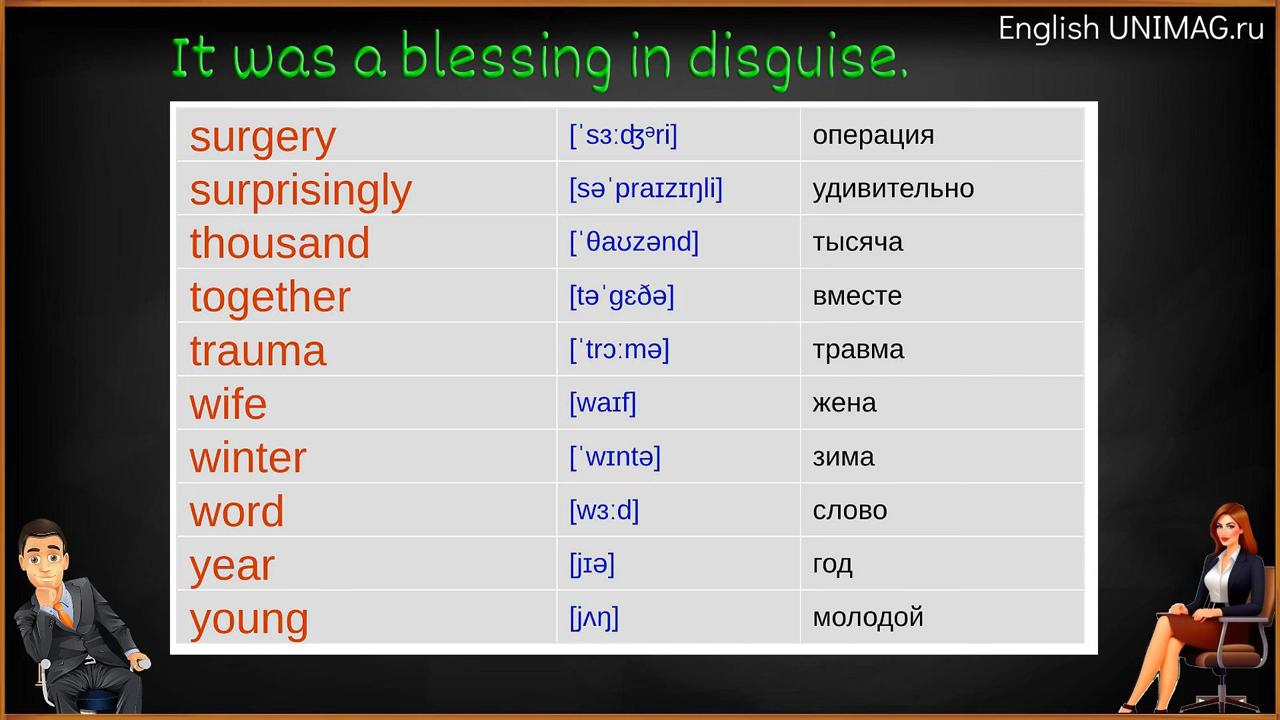 English UNIMAG.ru
It was a blessing in disguise.
surgery [ˈsɜːʤᵊri] операция
surprisingly [səˈpraɪzɪŋli] удивительно
thousand [ˈθaʊzənd] тысяча
together [təˈgɛðə] вместе
trauma [ˈtrɔːmə] травма
wife [waɪf] жена
winter [ˈwɪntə] зима
word [wɜːd] слово
year [jɪə] год
young [jʌŋ] молодой